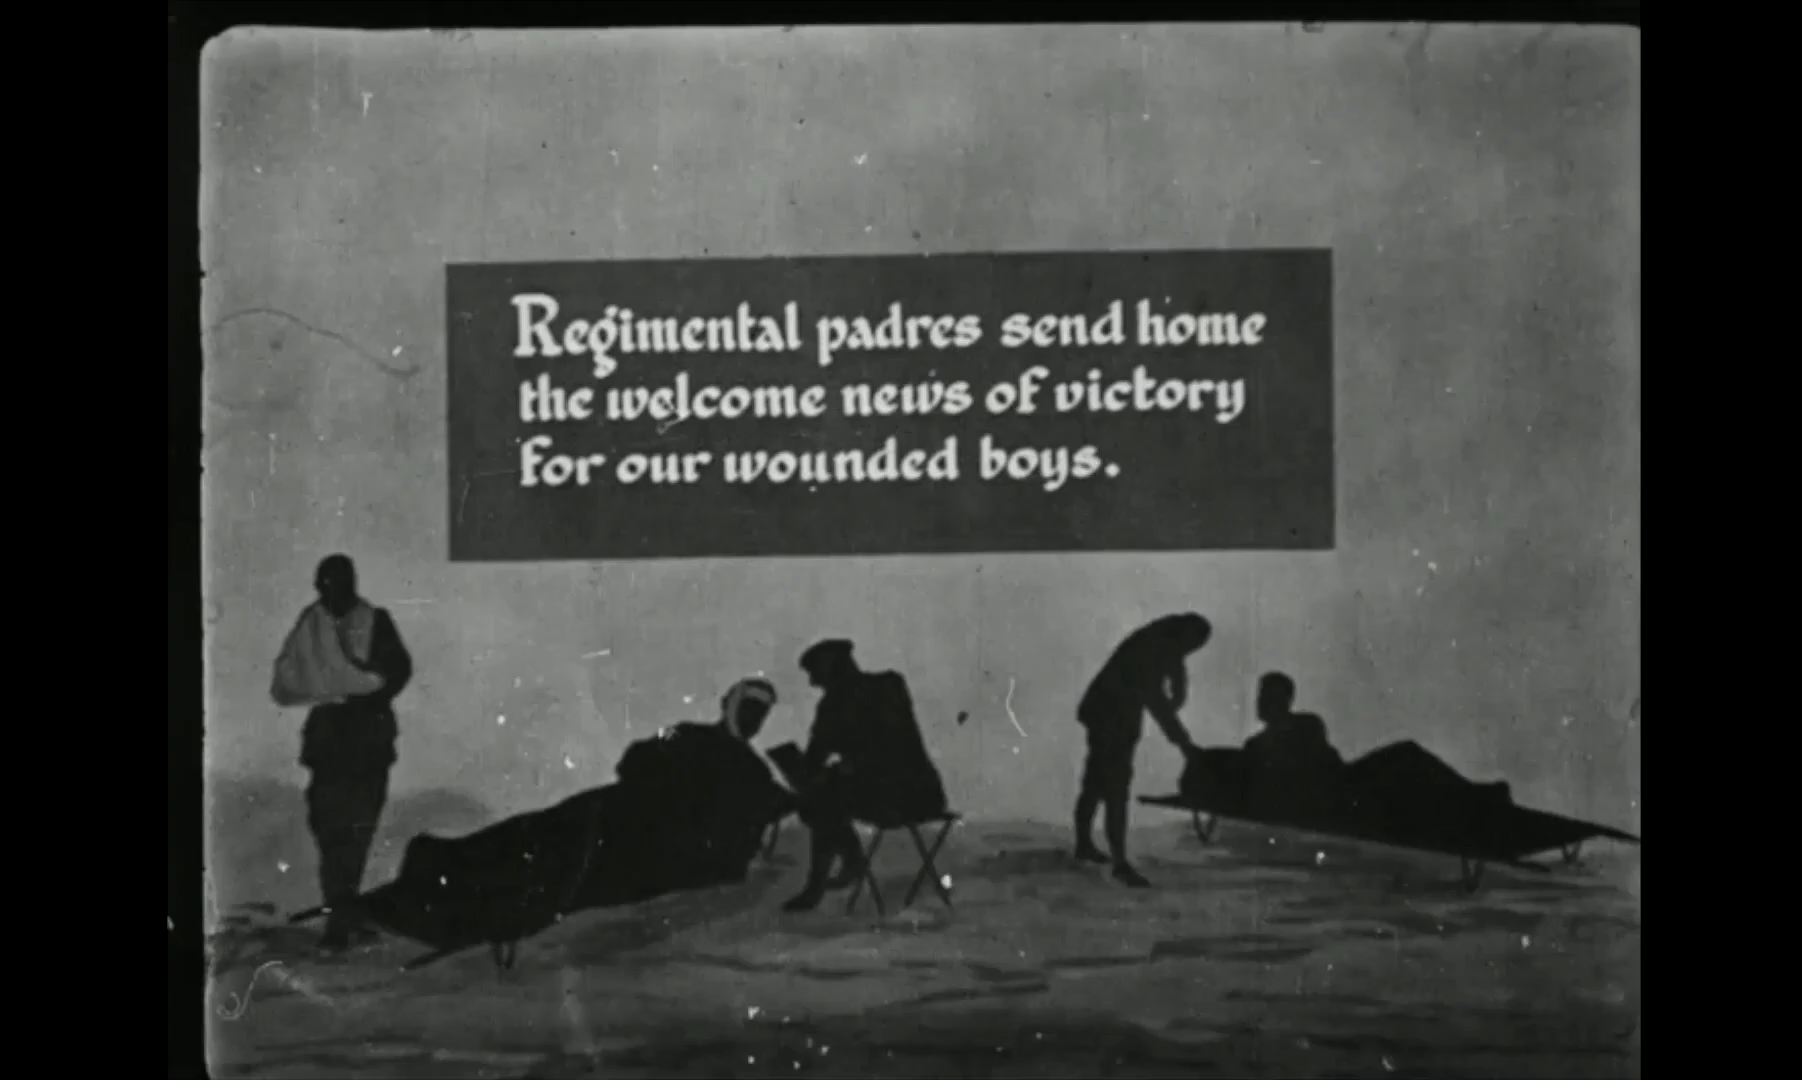 Regimental padres send home
the welcome news of victory
for our wounded boys.